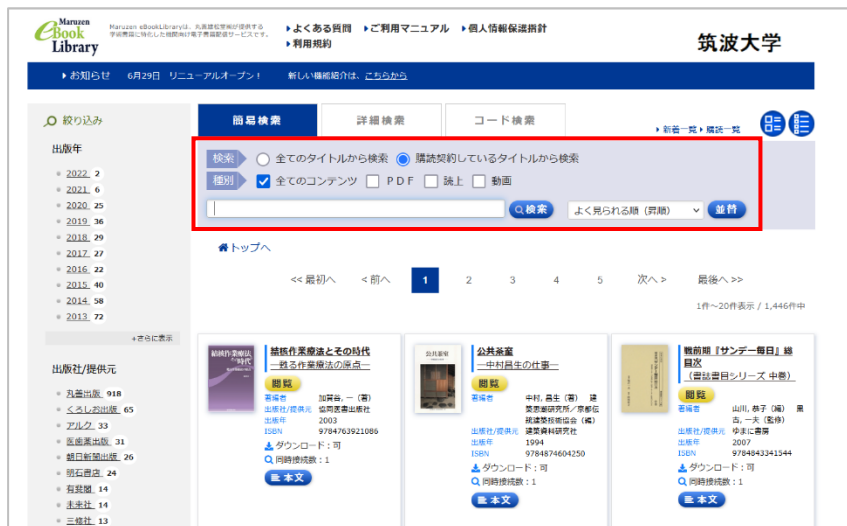 Maruzen
eBook
Library
Maruzen eBookLibraryは、丸善雄松堂㈱が提供する
学術書籍に特化した機関向け電子書籍配信サービスです。
よくある質問 ご利用マニュアル 個人情報保護指針
利用規約
筑波大学
お知らせ 6月29日 リニューアルオープン! 新しい機能紹介は、こちらから
絞り込み
簡易検索 詳細検索 コード検索
新着一覧 購読一覧
出版年
2022 2
2021 6
2020 25
2019 36
2018 29
2017 27
2016 22
2015 40
2014 58
2013 72
+さらに表示
検索 全てのタイトルから検索 購読契約しているタイトルから検索
種別 全てのコンテンツ PDF 読上 動画
検索 よく見られる順 (昇順) 並替
トップへ
<< 最初へ < 前へ 1 2 3 4 5 次へ > 最後へ >>
1件~20件表示 / 1,446件中
出版社/提供元
丸善出版 918
くろしお出版 65
アルク 33
医歯薬出版 31
朝日新聞出版 26
明石書店 24
有斐閣 14
未来社 14
三修社 13
結核作業療法
その時代
結核作業療法とその時代
―甦る作業療法の原点―
閲覧
著編者 加賀谷, 一 (著)
出版社/提供元 協同医書出版社
出版年 2003
ISBN 9784763921086
ダウンロード:可
同時接続数:1
本文
公共茶室
公共茶室
―中村昌生の仕事―
閲覧
著編者 中村, 昌生 (著) 建
築思潮研究所／京都伝
統建築技術協会 (編)
出版社/提供元 建築資料研究社
出版年 1994
ISBN 9784874604250
ダウンロード:可
同時接続数:1
本文
戦前期『サンデー毎日』総
目次
(書誌書目シリーズ 中巻)
閲覧
著編者 山川, 恭子 (編) 黒
古, 一夫 (監修)
出版社/提供元 ゆまに書房
出版年 2007
ISBN 9784843341544
ダウンロード:可
同時接続数:1
本文